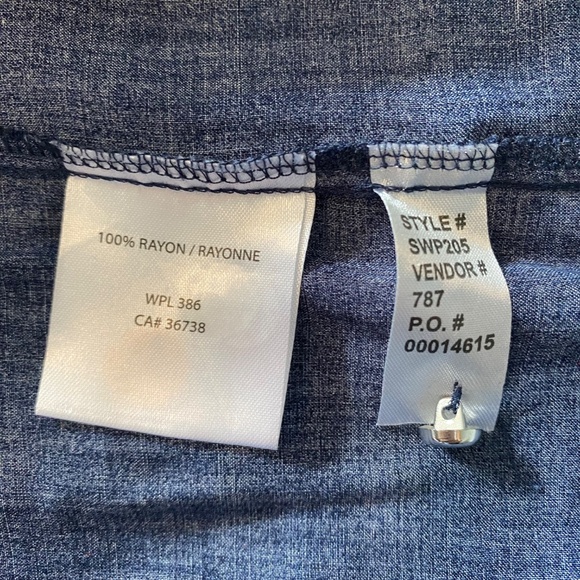 100% RAYON / RAYONNE
WPL 386
CA# 36738
STYLE #
SWP205
VENDOR #
787
P.O. #
00014615